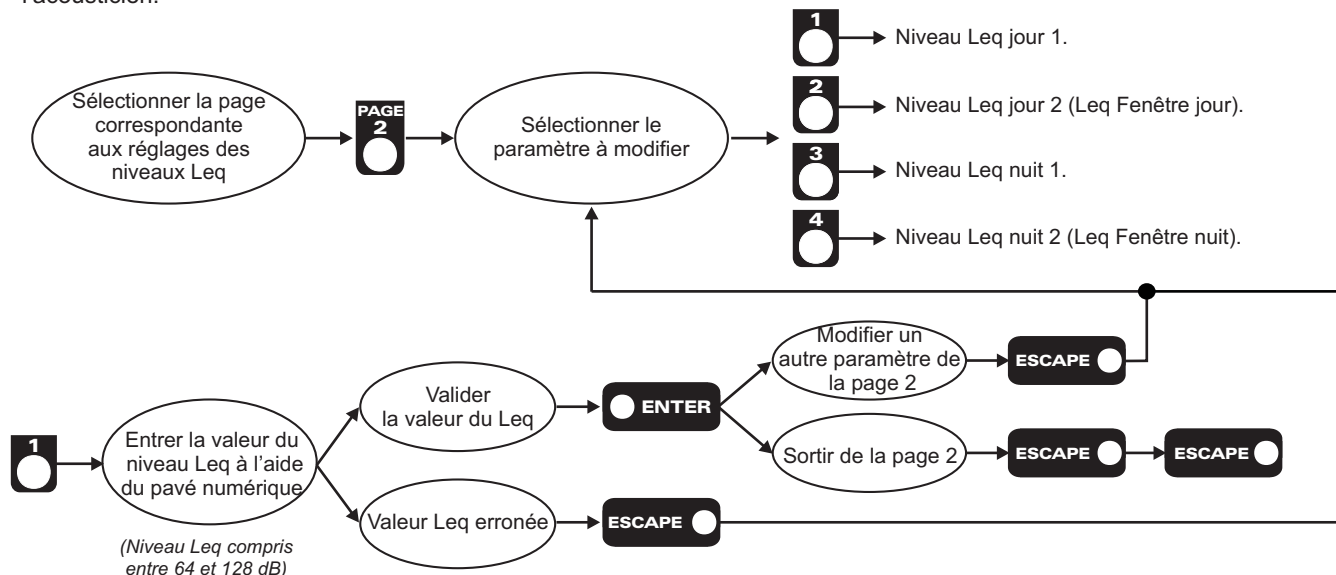 l'acousticien.
1
Niveau Leq jour 1.
Sélectionner la page
correspondante
aux réglages des
niveaux Leq
PAGE
2
Sélectionner le
paramètre à modifier
2
Niveau Leq jour 2 (Leq Fenêtre jour).
3
Niveau Leq nuit 1.
4
Niveau Leq nuit 2 (Leq Fenêtre nuit).
1
Entrer la valeur du
niveau Leq à l'aide
du pavé numérique
(Niveau Leq compris
entre 64 et 128 dB)
Valider
la valeur du Leq
ENTER
Modifier un
autre paramètre de
la page 2
ESCAPE
Sortir de la page 2
ESCAPE
ESCAPE
Valeur Leq erronée
ESCAPE